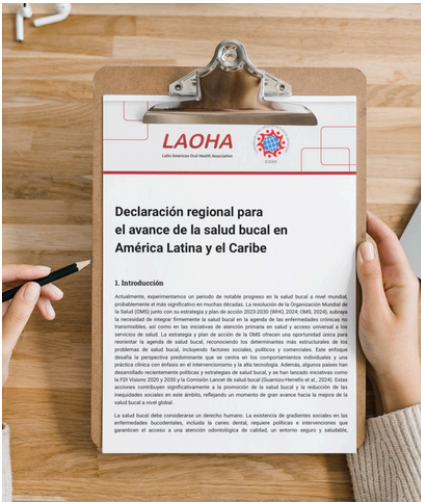 LAOHA
Latin American Oral Health Association
ICOHI
Declaración regional para
el avance de la salud bucal en
América Latina y el Caribe
1. Introducción
Actualmente, experimentamos un periodo de notable progreso en la salud bucal a nivel mundial,
probablemente el más significativo en muchas décadas. La resolución de la Organización Mundial de
la Salud (OMS) junto con su estrategia y plan de acción 2023-2030 (WHO, 2024; OMS, 2024), subraya
la necesidad de integrar firmemente la salud bucal en la agenda de las enfermedades crónicas no
transmisibles, así como en las iniciativas de atención primaria en salud y acceso universal a los
servicios de salud. La estrategia y plan de acción de la OMS ofrecen una oportunidad única para
reorientar la agenda de salud bucal, reconociendo los determinantes más estructurales de los
problemas de salud bucal, incluyendo factores sociales, políticos y comerciales. Este enfoque
desafía la perspectiva predominante que se centra en los comportamientos individuales y una
práctica clínica con énfasis en el intervencionismo y la alta tecnología. Además, algunos países han
desarrollado recientemente políticas y estrategias de salud bucal, y se han lanzado iniciativas como
la FDI Visions 2020 y 2030 y la Comisión Lancet de salud bucal (Guarnizo-Herreño et al., 2024). Estas
acciones contribuyen significativamente a la promoción de la salud bucal y la reducción de las
inequidades sociales en este ámbito, reflejando un momento de gran avance hacia la mejora de la
salud bucal a nivel global.
La salud bucal debe considerarse un derecho humano. La existencia de gradientes sociales en las
enfermedades bucodentales, incluida la caries dental, requiere políticas e intervenciones que
garanticen el acceso a una atención odontológica de calidad, un entorno seguro y saludable,